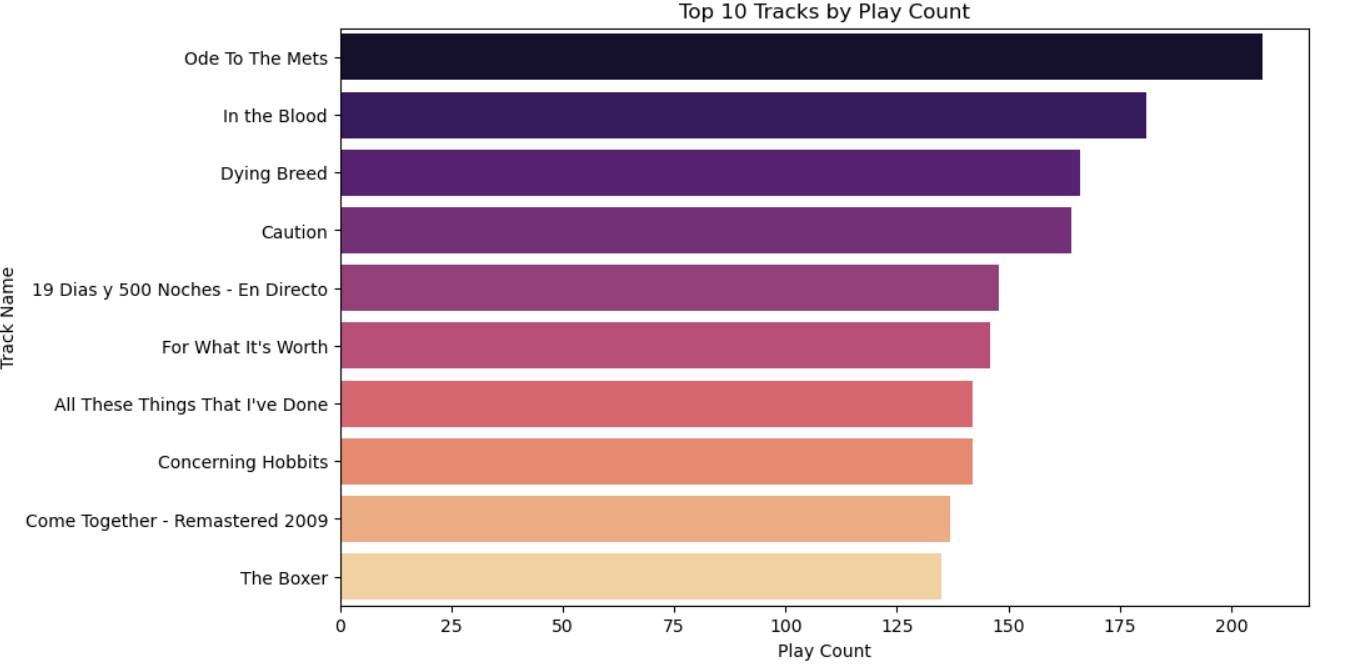 Top 10 Tracks by Play Count
Track Name
Ode To The Mets
In the Blood
Dying Breed
Caution
19 Dias y 500 Noches - En Directo
For What It's Worth
All These Things That I've Done
Concerning Hobbits
Come Together - Remastered 2009
The Boxer
0 25 50 75 100 125 150 175 200
Play Count